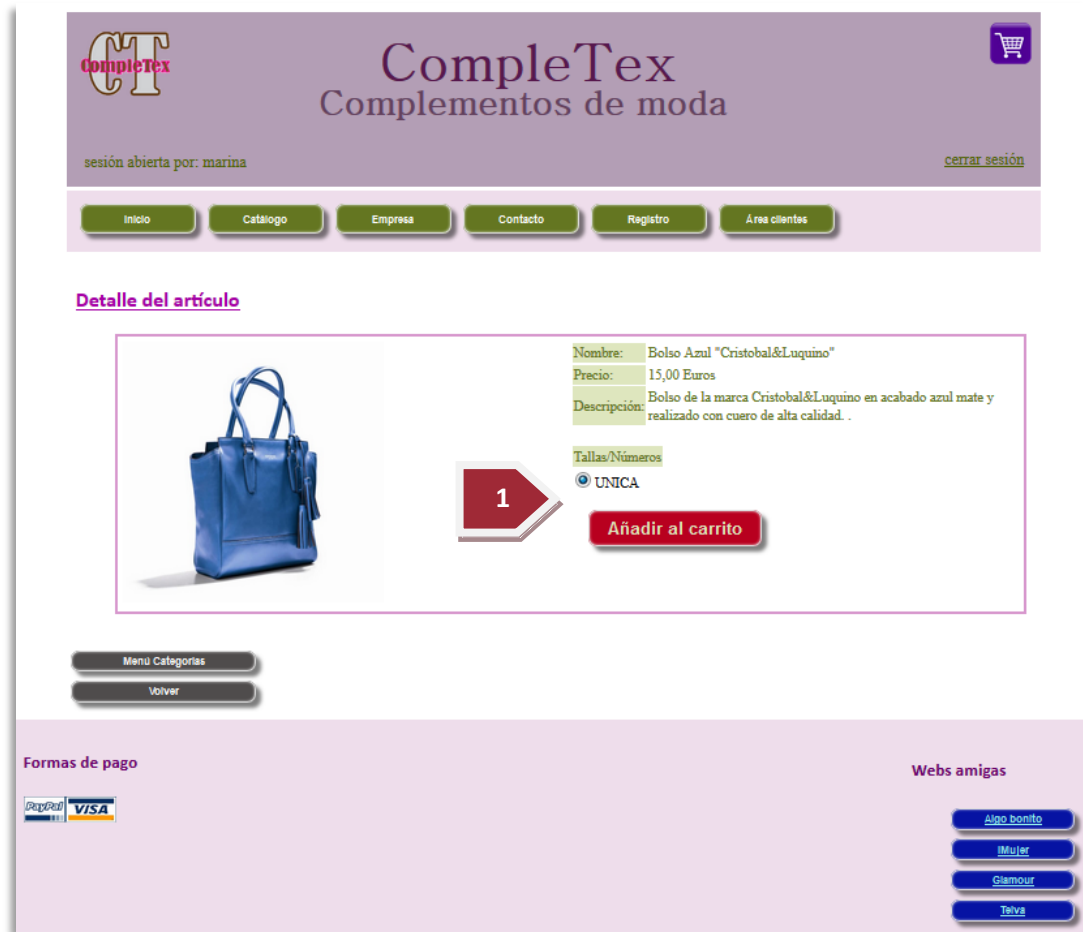 CT
CompleTex
CompleTex
Complementos de moda
sesión abierta por: marina
cerrar sesión
Inicio
Catálogo
Empresa
Contacto
Registro
Area clientes
Detalle del artículo
Nombre: Bolso Azul "Cristobal&Luquino"
Precio: 15,00 Euros
Descripción: Bolso de la marca Cristobal&Luquino en acabado azul mate y
realizado con cuero de alta calidad. .
Tallas/Números
UNICA
1
Añadir al carrito
Menú Categorias
Volver
Formas de pago
PayPal VISA
Webs amigas
Algo bonito
IMujer
Glamour
Telva